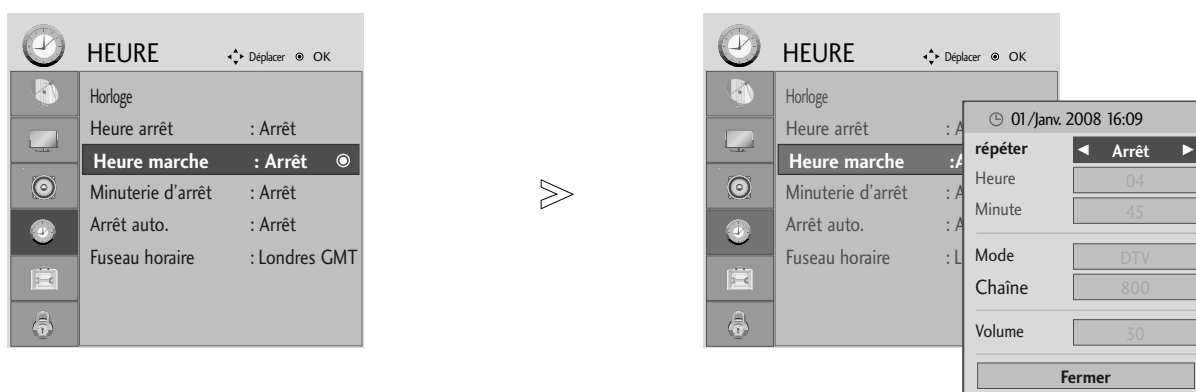 HEURE Déplacer OK
Horloge
Heure arrêt : Arrêt
Heure marche : Arrêt
Minuterie d'arrêt : Arrêt
Arrêt auto. : Arrêt
Fuseau horaire : Londres GMT
HEURE Déplacer OK
Horloge
Heure arrêt : A
Heure marche :A
Minuterie d'arrêt : A
Arrêt auto. : A
Fuseau horaire : L
01/Janv. 2008 16:09
répéter Arrêt
Heure 04
Minute 45
Mode DTV
Chaîne 800
Volume 30
Fermer